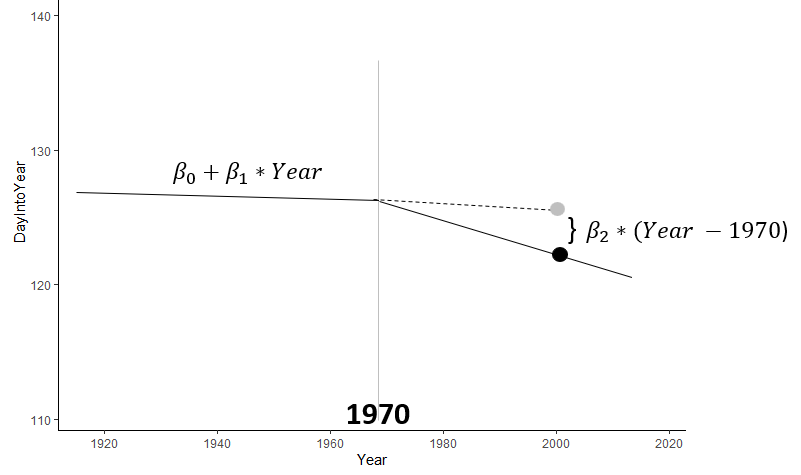 140
β₀ + β₁ * Year
130
DayIntoYear
} β₂ * (Year − 1970)
120
110
1970
1920 1940 1960 1980 2000 2020
Year